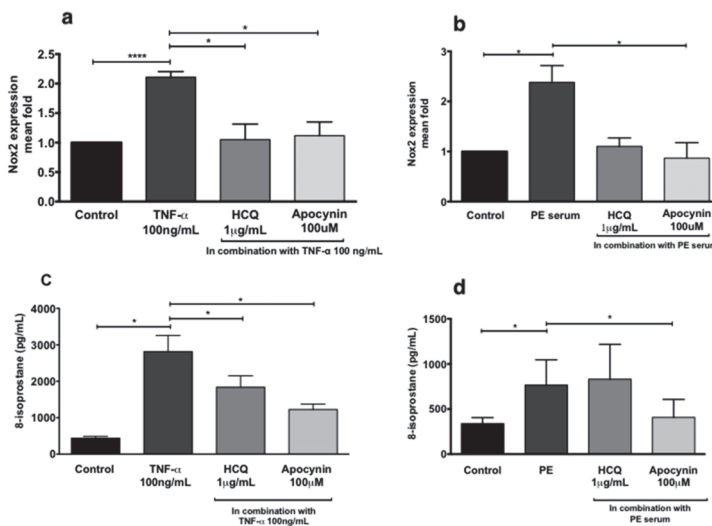 a
*
****
*
2.5
2.0
1.5
1.0
0.5
0.0
Nox2 expression
mean fold
Control
TNF-α
100ng/mL
HCQ
1µg/mL
Apocynin
100uM
In combination with TNF-α 100 ng/mL
b
*
*
3
2
1
0
Nox2 expression
mean fold
Control
PE serum
HCQ
1µg/mL
Apocynin
100uM
In combination with PE serum
c
*
*
*
4000
3000
2000
1000
0
8-isoprostane (pg/mL)
Control
TNF-α
100ng/mL
HCQ
1µg/mL
Apocynin
100µM
In combination with
TNF-α 100ng/mL
d
*
*
1500
1000
500
0
8-isoprostane (pg/mL)
Control
PE
HCQ
1µg/mL
Apocynin
100µM
In combination with
PE serum